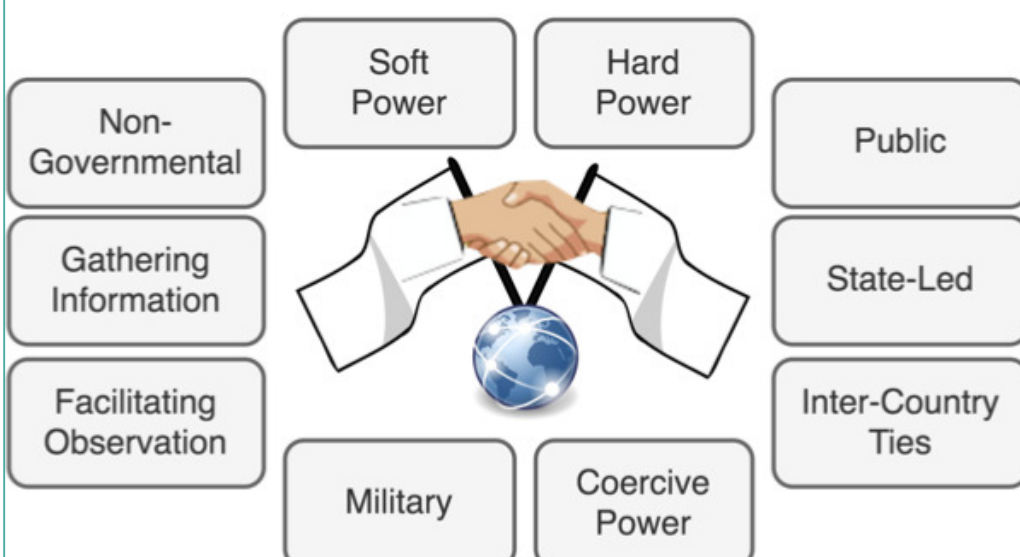 Soft
Power
Hard
Power
Non-
Governmental
Public
Gathering
Information
State-Led
Facilitating
Observation
Inter-Country
Ties
Military
Coercive
Power